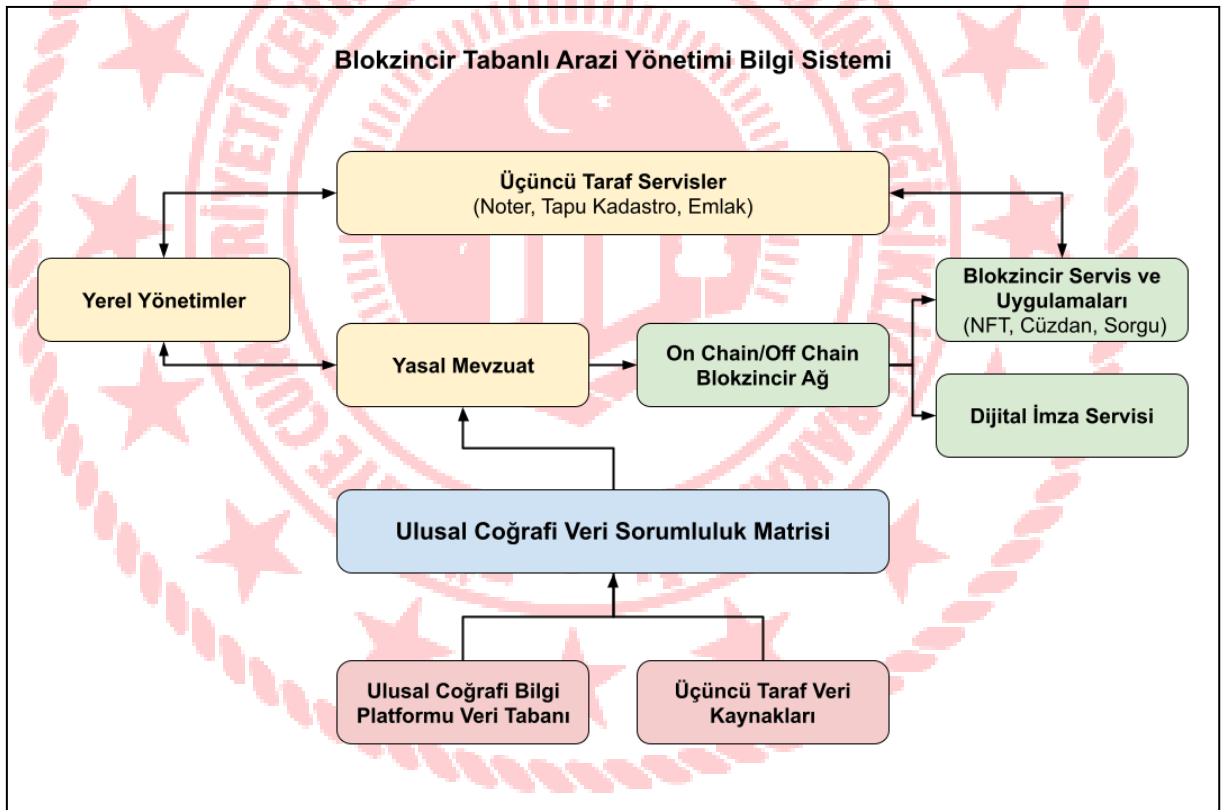 Blokzincir Tabanlı Arazi Yönetimi Bilgi Sistemi
Üçüncü Taraf Servisler
(Noter, Tapu Kadastro, Emlak)
Yerel Yönetimler
Blokzincir Servis ve
Uygulamaları
(NFT, Cüzdan, Sorgu)
Yasal Mevzuat
On Chain/Off Chain
Blokzincir Ağ
Dijital İmza Servisi
Ulusal Coğrafi Veri Sorumluluk Matrisi
Ulusal Coğrafi Bilgi
Platformu Veri Tabanı
Üçüncü Taraf Veri
Kaynakları